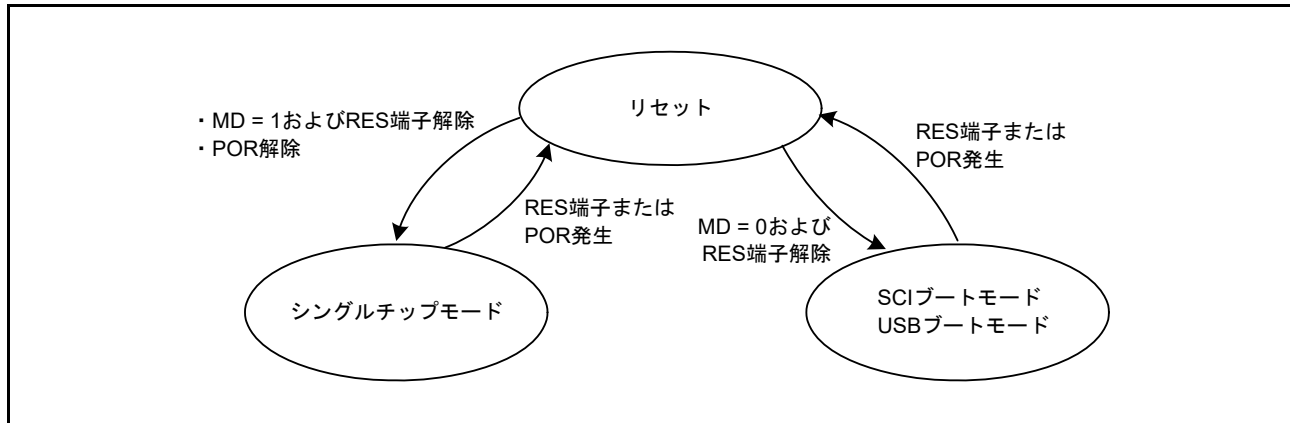 リセット
・MD = 1およびRES端子解除
・POR解除
RES端子または
POR発生
RES端子または
POR発生
MD = 0および
RES端子解除
シングルチップモード
SCIブートモード
USBブートモード